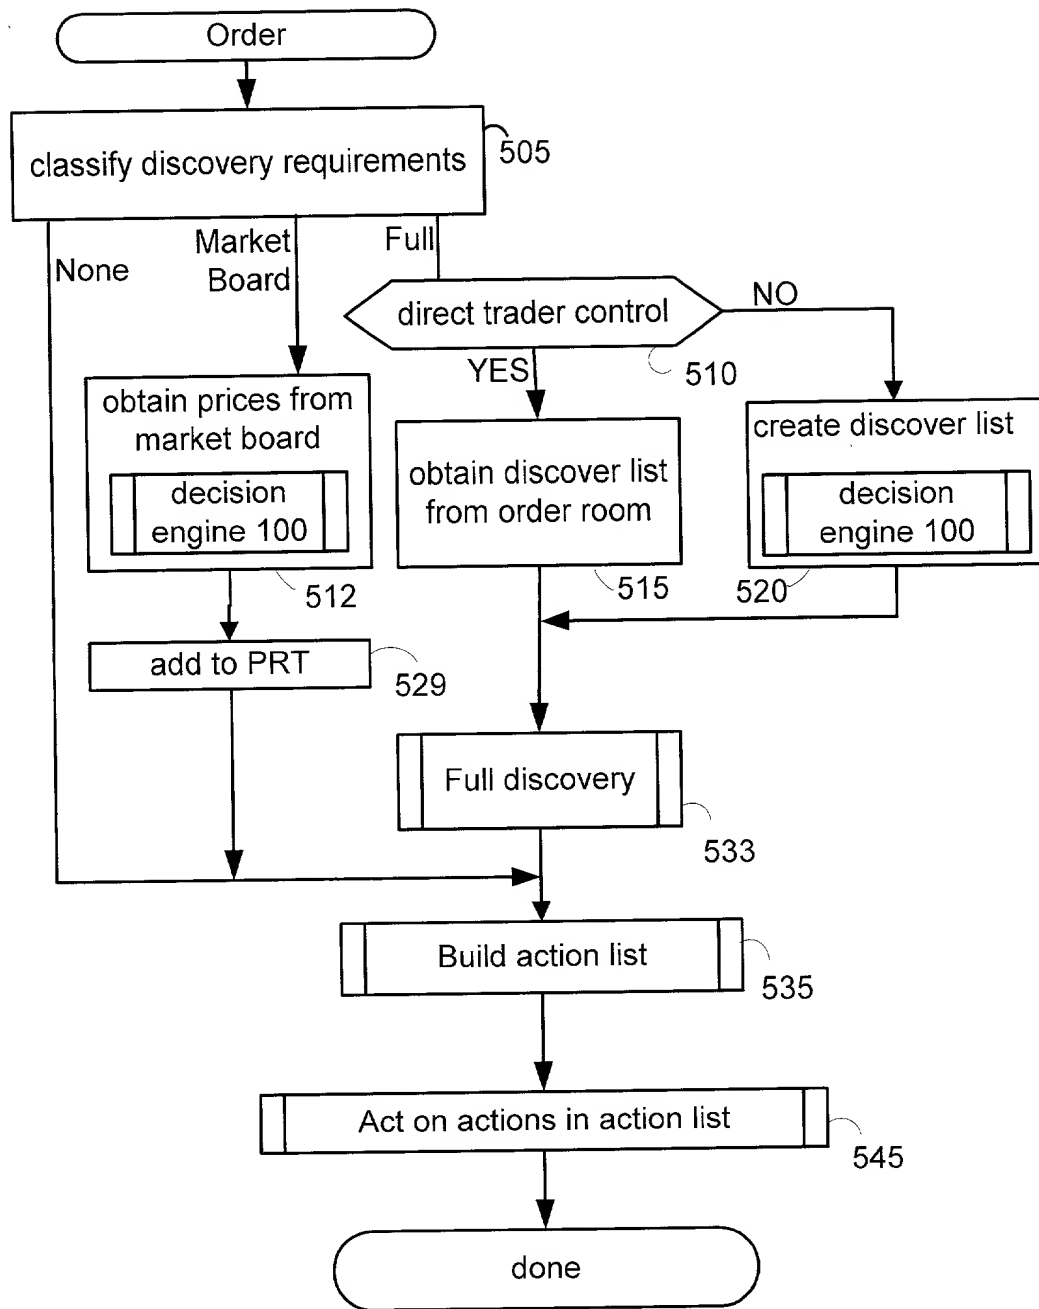 Order
classify discovery requirements
505
None
Market
Board
Full
direct trader control
NO
YES
510
obtain prices from
market board
decision
engine 100
512
obtain discover list
from order room
515
create discover list
decision
engine 100
520
add to PRT
529
Full discovery
533
Build action list
535
Act on actions in action list
545
done